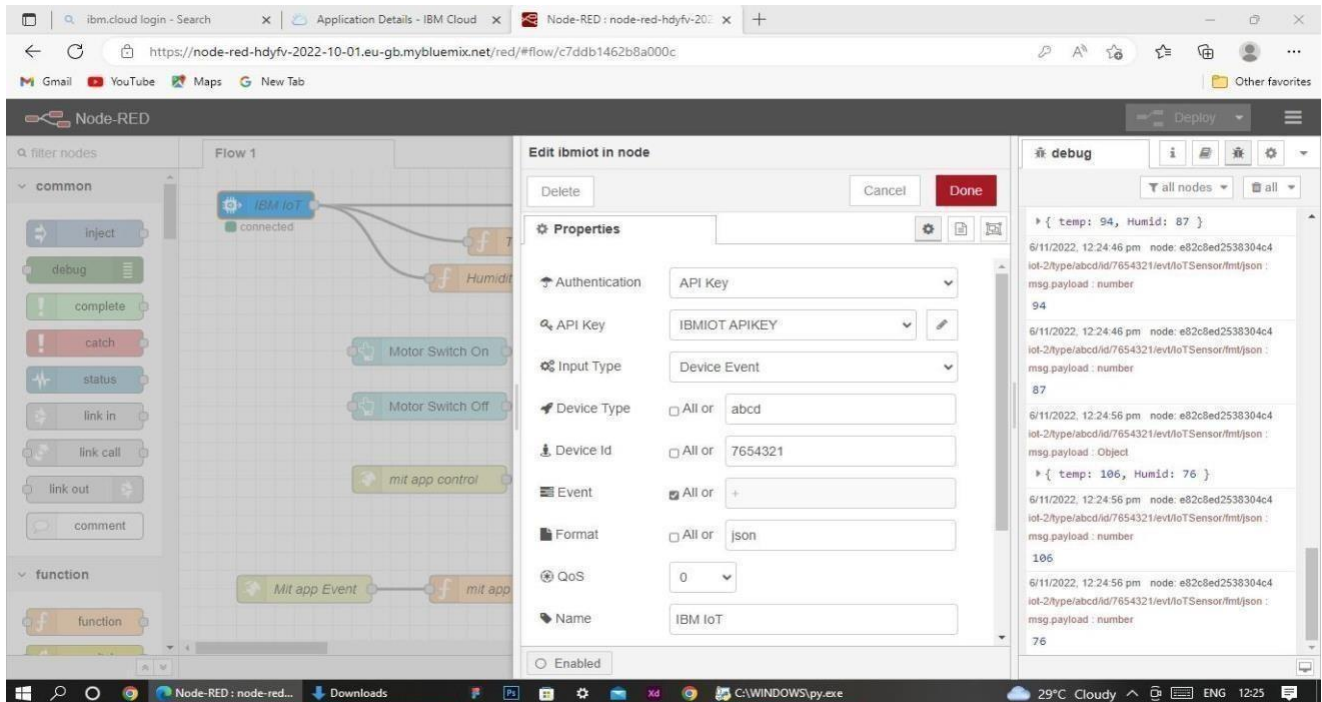 ibm.cloud login - Search
Application Details - IBM Cloud
Node-RED : node-red-hdyfv-202
https://node-red-hdyfv-2022-10-01.eu-gb.mybluemix.net/red/#flow/c7ddb1462b8a000c
Gmail YouTube Maps New Tab Other favorites
Node-RED Deploy
filter nodes
common
inject
debug
complete
catch
status
link in
link call
link out
comment
function
function
Flow 1
IBM IoT
connected
T
Humidit
Motor Switch On
Motor Switch Off
mit app control
Mit app Event
mit app
Edit ibmiot in node
Delete Cancel Done
Properties
Authentication API Key
API Key IBMIOT APIKEY
Input Type Device Event
Device Type All or abcd
Device Id All or 7654321
Event All or +
Format All or json
QoS 0
Name IBM IoT
Enabled
debug
all nodes all
{ temp: 94, Humid: 87 }
6/11/2022, 12:24:46 pm node: e82c8ed2538304c4
iot-2/type/abcd/id/7654321/evt/IoTSensor/fmt/json :
msg.payload : number
94
6/11/2022, 12:24:46 pm node: e82c8ed2538304c4
iot-2/type/abcd/id/7654321/evt/IoTSensor/fmt/json :
msg.payload : number
87
6/11/2022, 12:24:56 pm node: e82c8ed2538304c4
iot-2/type/abcd/id/7654321/evt/IoTSensor/fmt/json :
msg.payload : Object
{ temp: 106, Humid: 76 }
6/11/2022, 12:24:56 pm node: e82c8ed2538304c4
iot-2/type/abcd/id/7654321/evt/IoTSensor/fmt/json :
msg.payload : number
106
6/11/2022, 12:24:56 pm node: e82c8ed2538304c4
iot-2/type/abcd/id/7654321/evt/IoTSensor/fmt/json :
msg.payload : number
76
Node-RED : node-red... Downloads Ps Xd C:\WINDOWS\py.exe 29°C Cloudy ENG 12:25